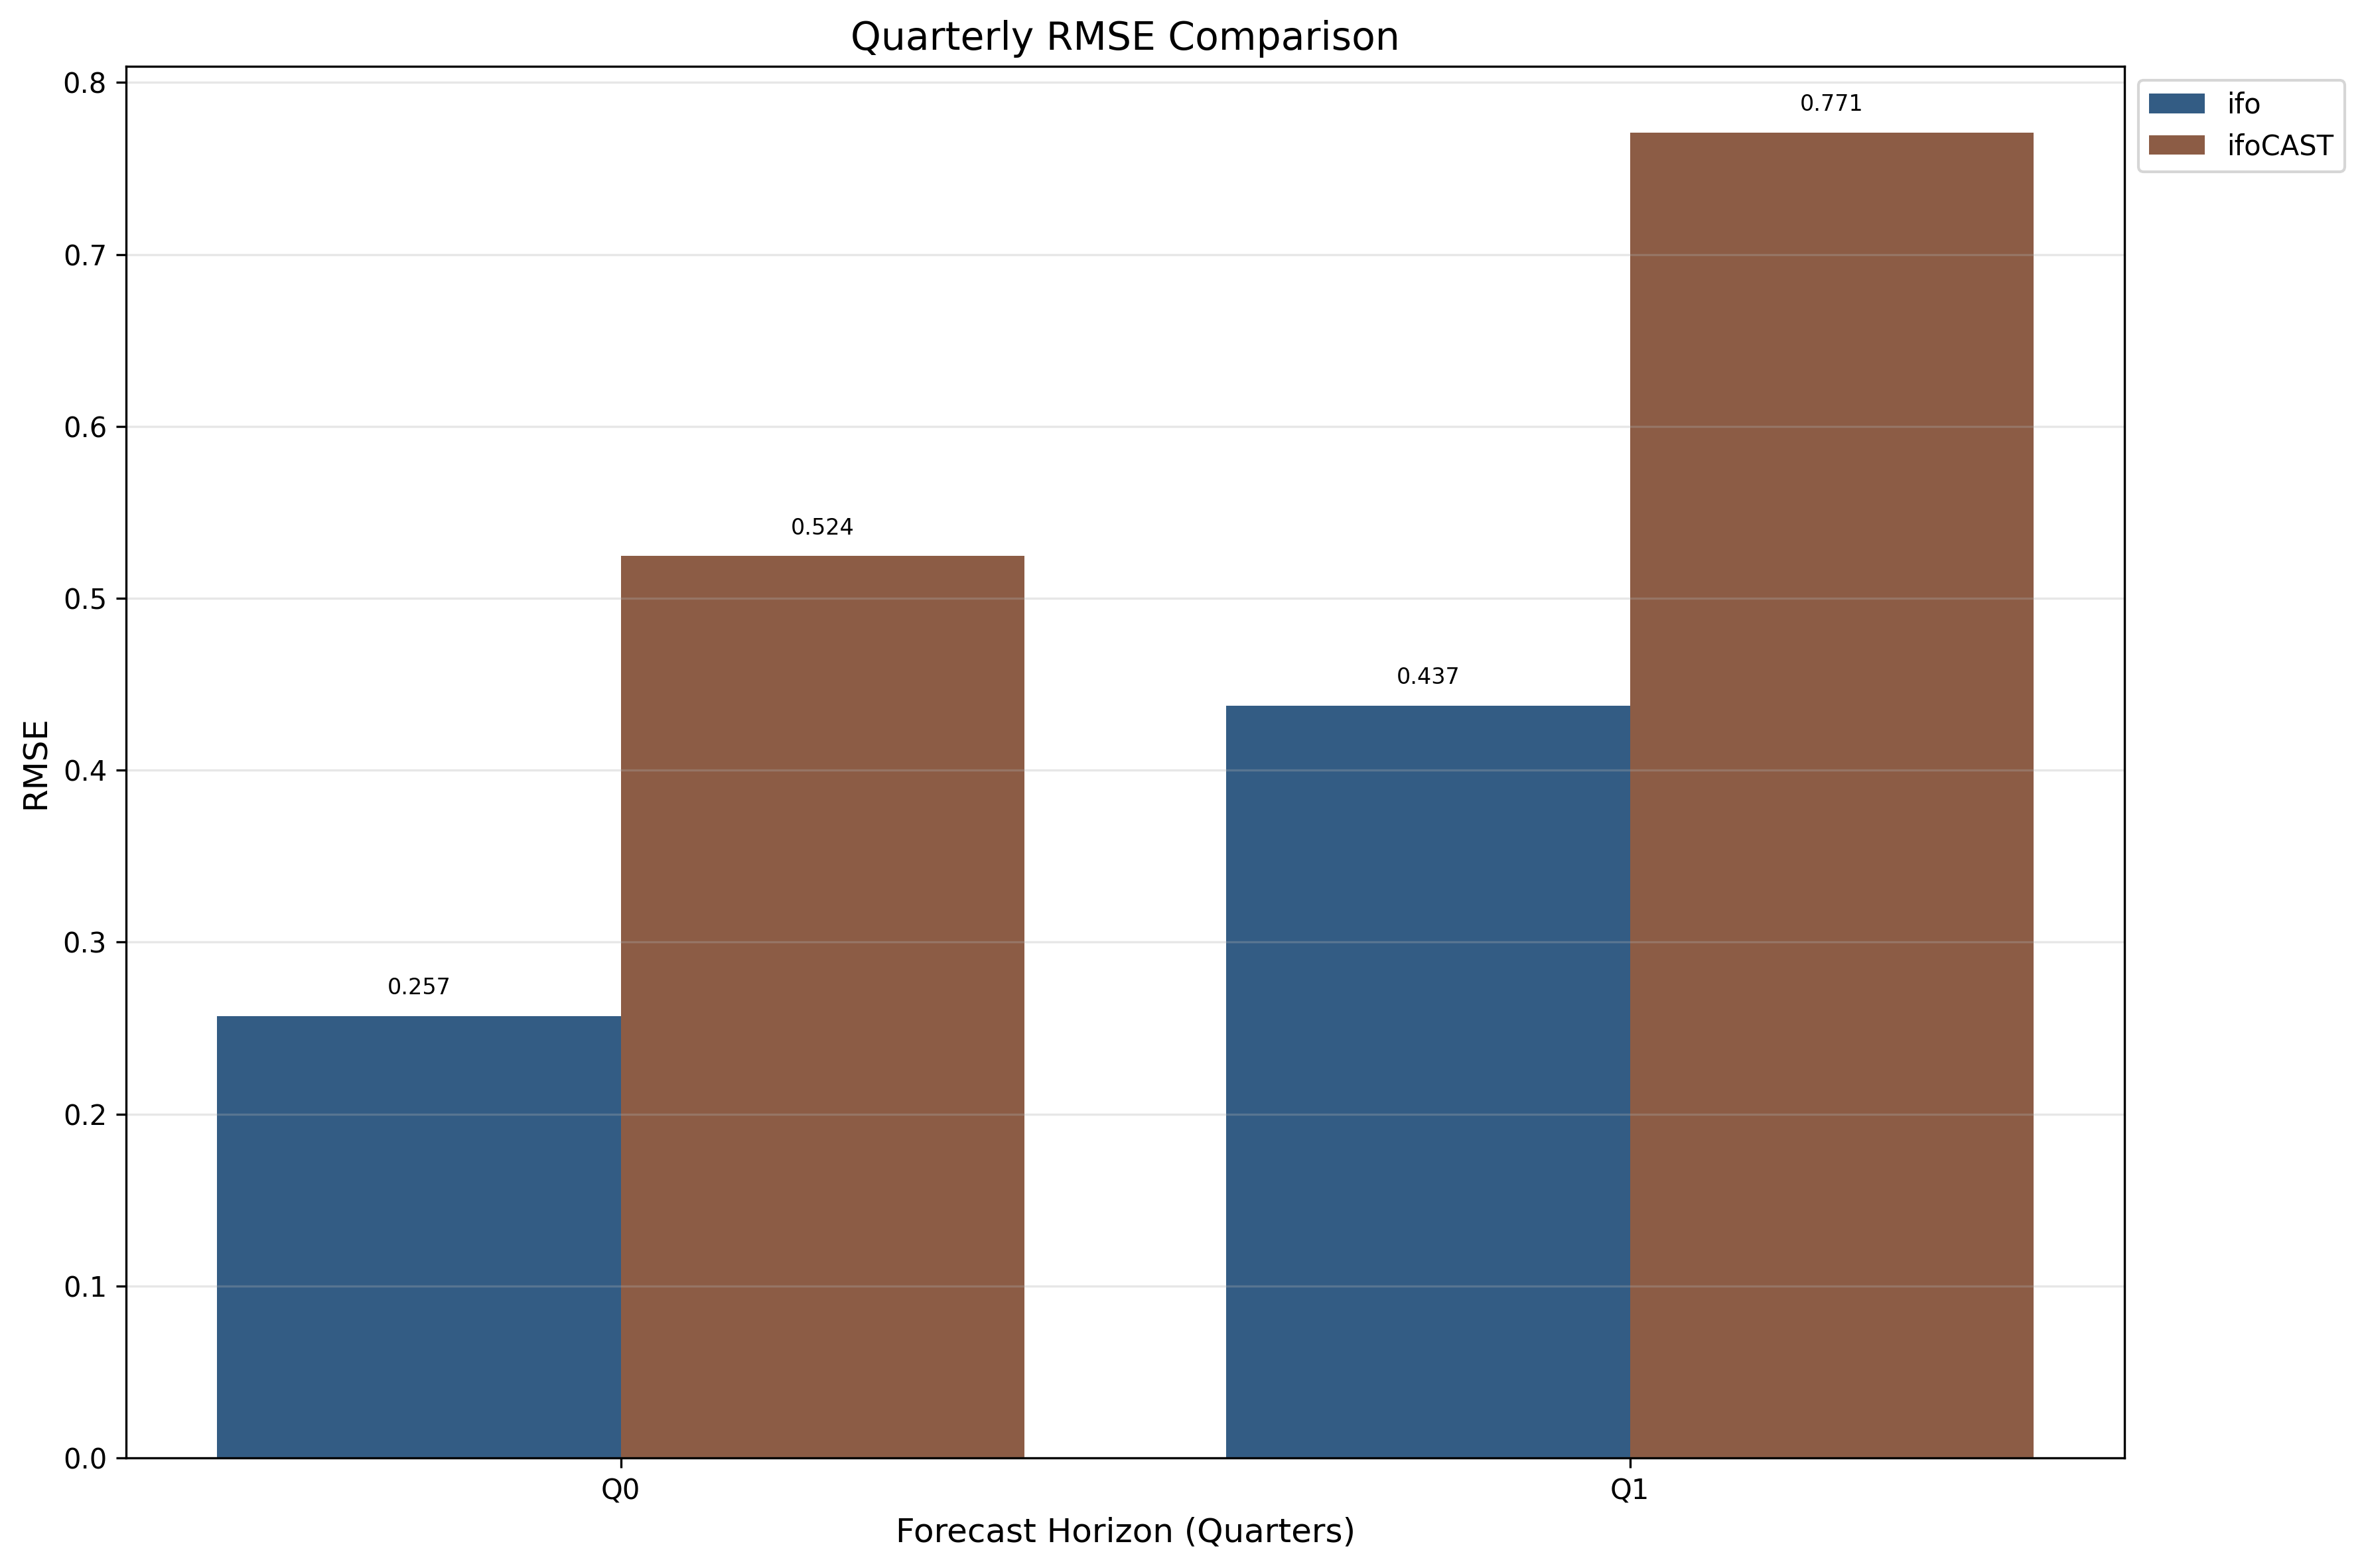 Quarterly RMSE Comparison
0.8
0.7
0.6
0.5
0.4
0.3
0.2
0.1
0.0
RMSE
0.257
0.524
0.437
0.771
Q0
Q1
Forecast Horizon (Quarters)
ifo
ifoCAST